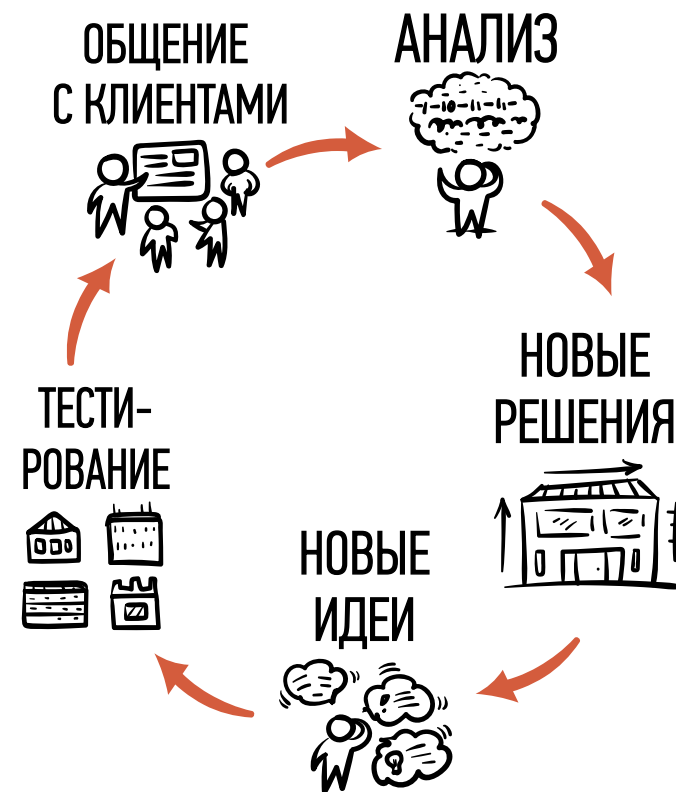 ОБЩЕНИЕ
С КЛИЕНТАМИ
АНАЛИЗ
НОВЫЕ
РЕШЕНИЯ
НОВЫЕ
ИДЕИ
ТЕСТИ-
РОВАНИЕ